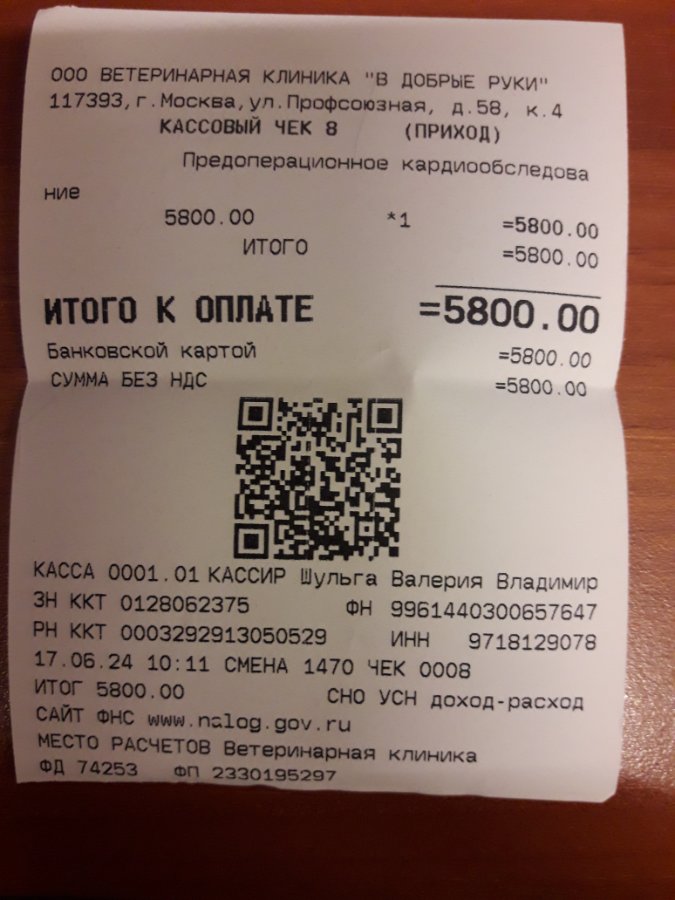 ООО ВЕТЕРИНАРНАЯ КЛИНИКА "В ДОБРЫЕ РУКИ"
117393,г.Москва,ул.Профсоюзная, д.58, к.4
КАССОВЫЙ ЧЕК 8 (ПРИХОД)
Предоперационное кардиообследова
ние
5800.00 *1 =5800.00
ИТОГО =5800.00
ИТОГО К ОПЛАТЕ =5800.00
Банковской картой =5800.00
СУММА БЕЗ НДС =5800.00
КАССА 0001.01 КАССИР Шульга Валерия Владимир
ЗН ККТ 0128062375 ФН 9961440300657647
РН ККТ 0003292913050529 ИНН 9718129078
17.06.24 10:11 СМЕНА 1470 ЧЕК 0008
ИТОГ 5800.00 СНО УСН доход-расход
САЙТ ФНС www.nalog.gov.ru
МЕСТО РАСЧЕТОВ Ветеринарная клиника
ФД 74253 ФП 2330195297